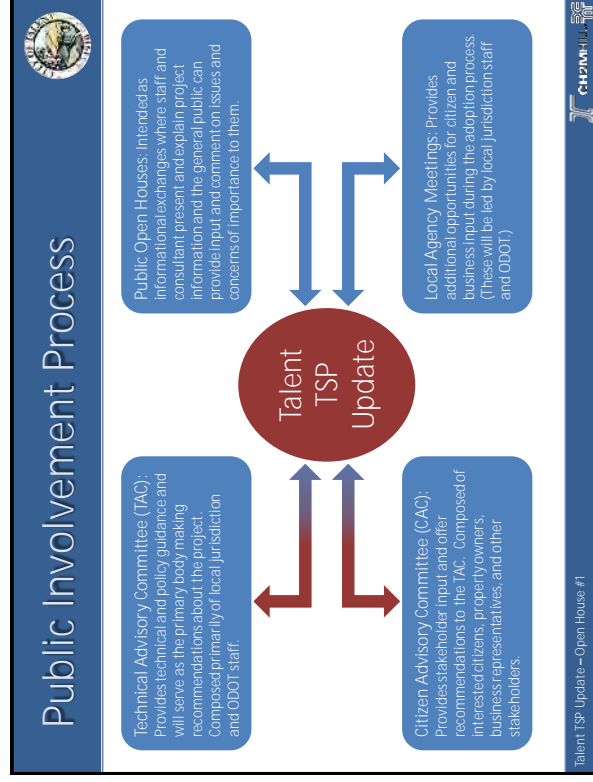 Public Involvement Process
Technical Advisory Committee (TAC):
Provides technical and policy guidance and
will serve as the primary body making
recommendations about the project.
Composed primarily of local jurisdiction
and ODOT staff.
Public Open Houses: Intended as
informational exchanges where staff and
consultant present and explain project
information and the general public can
provide input and comment on issues and
concerns of importance to them.
Talent
TSP
Update
Citizen Advisory Committee (CAC):
Provides stakeholder input and offer
recommendations to the TAC. Composed of
interested citizens, property owners,
business representatives, and other
stakeholders.
Local Agency Meetings: Provides
additional opportunities for citizen and
business input during the adoption process.
(These will be led by local jurisdiction staff
and ODOT.)
Talent TSP Update – Open House #1
CH2MHILL